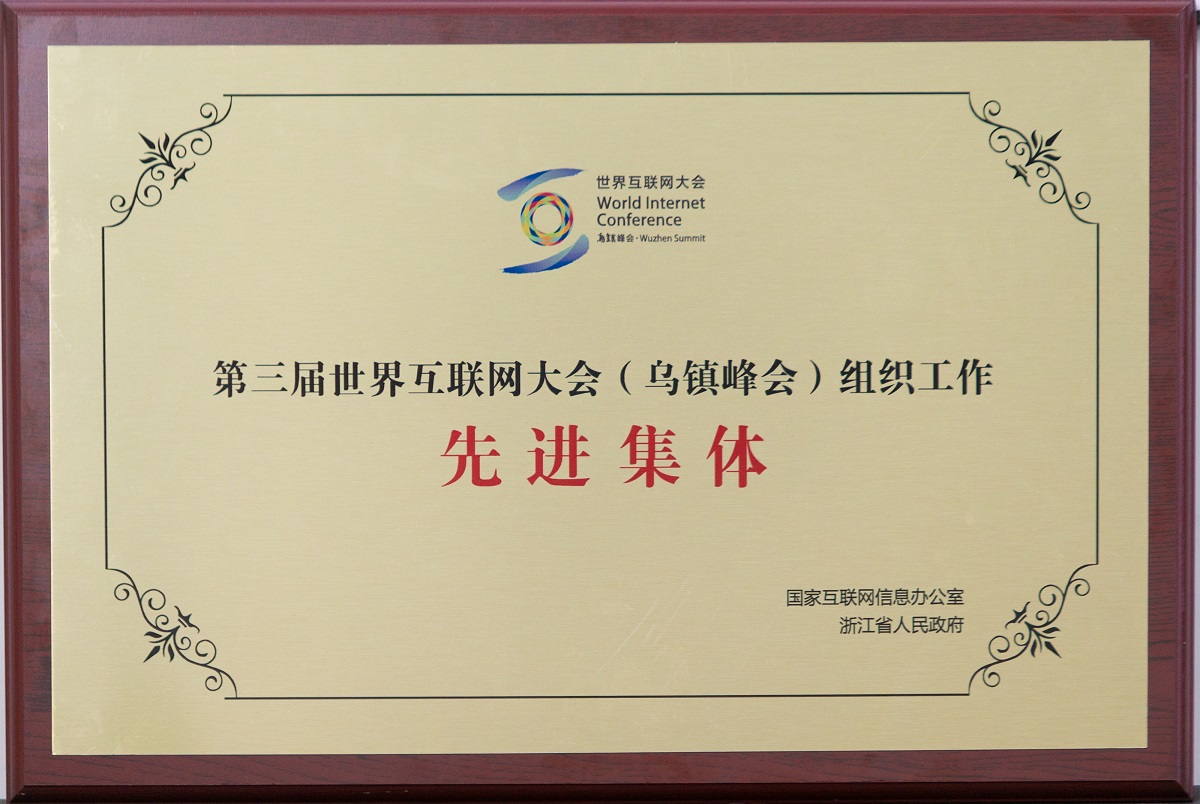 世界互联网大会
World Internet
Conference
乌镇峰会·Wuzhen Summit
第三届世界互联网大会（乌镇峰会）组织工作
先进集体
国家互联网信息办公室
浙江省人民政府